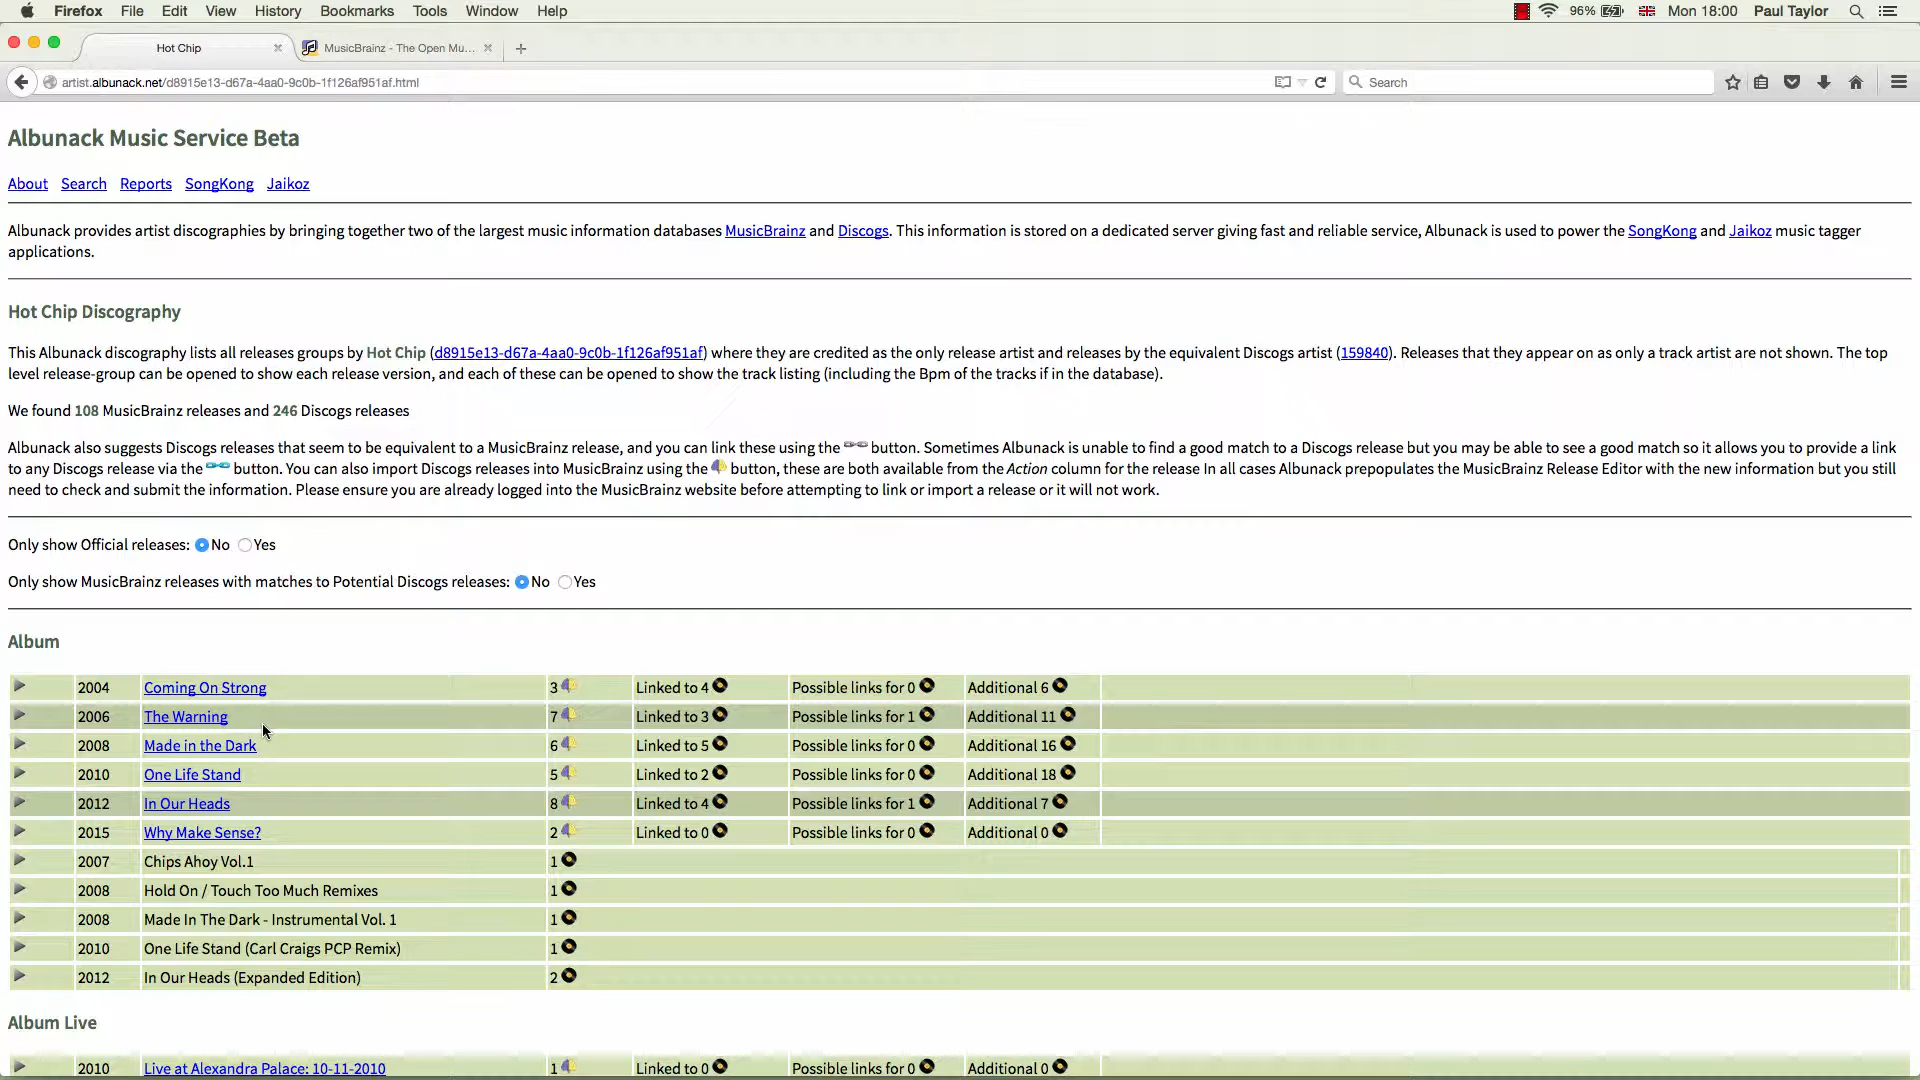 Firefox File Edit View History Bookmarks Tools Window Help 96% Mon 18:00 Paul Taylor
Hot Chip MusicBrainz - The Open Mu...
artist.albunack.net/d8915e13-d67a-4aa0-9c0b-1f126af951af.html Search
Albunack Music Service Beta
About Search Reports SongKong Jaikoz
Albunack provides artist discographies by bringing together two of the largest music information databases MusicBrainz and Discogs. This information is stored on a dedicated server giving fast and reliable service, Albunack is used to power the SongKong and Jaikoz music tagger
applications.
Hot Chip Discography
This Albunack discography lists all releases groups by Hot Chip (d8915e13-d67a-4aa0-9c0b-1f126af951af) where they are credited as the only release artist and releases by the equivalent Discogs artist (159840). Releases that they appear on as only a track artist are not shown. The top
level release-group can be opened to show each release version, and each of these can be opened to show the track listing (including the Bpm of the tracks if in the database).
We found 108 MusicBrainz releases and 246 Discogs releases
Albunack also suggests Discogs releases that seem to be equivalent to a MusicBrainz release, and you can link these using the button. Sometimes Albunack is unable to find a good match to a Discogs release but you may be able to see a good match so it allows you to provide a link
to any Discogs release via the button. You can also import Discogs releases into MusicBrainz using the button, these are both available from the Action column for the release In all cases Albunack prepopulates the MusicBrainz Release Editor with the new information but you still
need to check and submit the information. Please ensure you are already logged into the MusicBrainz website before attempting to link or import a release or it will not work.
Only show Official releases: No Yes
Only show MusicBrainz releases with matches to Potential Discogs releases: No Yes
Album
2004 Coming On Strong 3 Linked to 4 Possible links for 0 Additional 6
2006 The Warning 7 Linked to 3 Possible links for 1 Additional 11
2008 Made in the Dark 6 Linked to 5 Possible links for 0 Additional 16
2010 One Life Stand 5 Linked to 2 Possible links for 0 Additional 18
2012 In Our Heads 8 Linked to 4 Possible links for 1 Additional 7
2015 Why Make Sense? 2 Linked to 0 Possible links for 0 Additional 0
2007 Chips Ahoy Vol.1 1
2008 Hold On / Touch Too Much Remixes 1
2008 Made In The Dark - Instrumental Vol. 1 1
2010 One Life Stand (Carl Craigs PCP Remix) 1
2012 In Our Heads (Expanded Edition) 2
Album Live
2010 Live at Alexandra Palace: 10-11-2010 1 Linked to 0 Possible links for 0 Additional 0